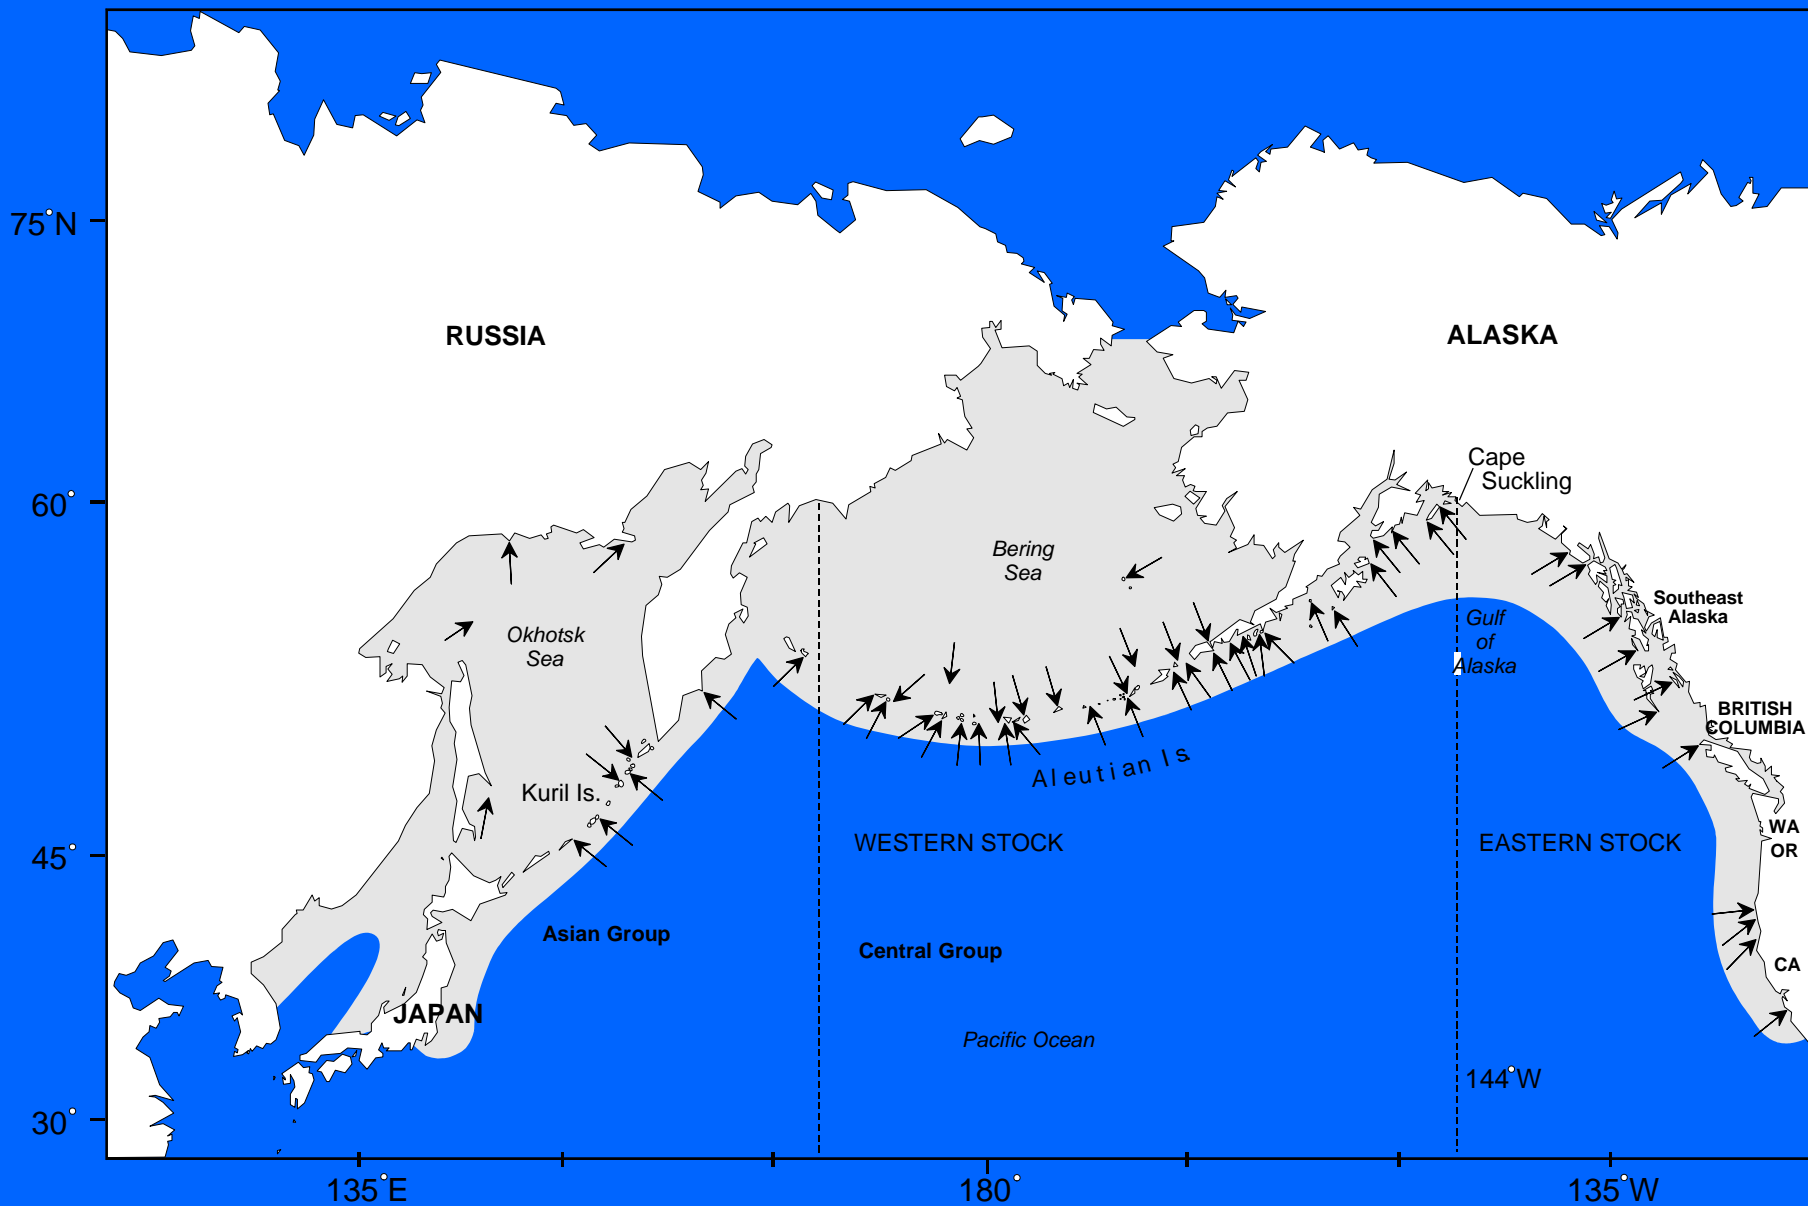 75°N
RUSSIA
ALASKA
Cape
Suckling
60°
Bering
Sea
Okhotsk
Sea
Southeast
Alaska
Gulf
of
Alaska
BRITISH
COLUMBIA
Aleutian Is
Kuril Is.
WA
OR
45°
WESTERN STOCK
EASTERN STOCK
Asian Group
Central Group
CA
JAPAN
Pacific Ocean
144°W
30°
135°E
180°
135°W